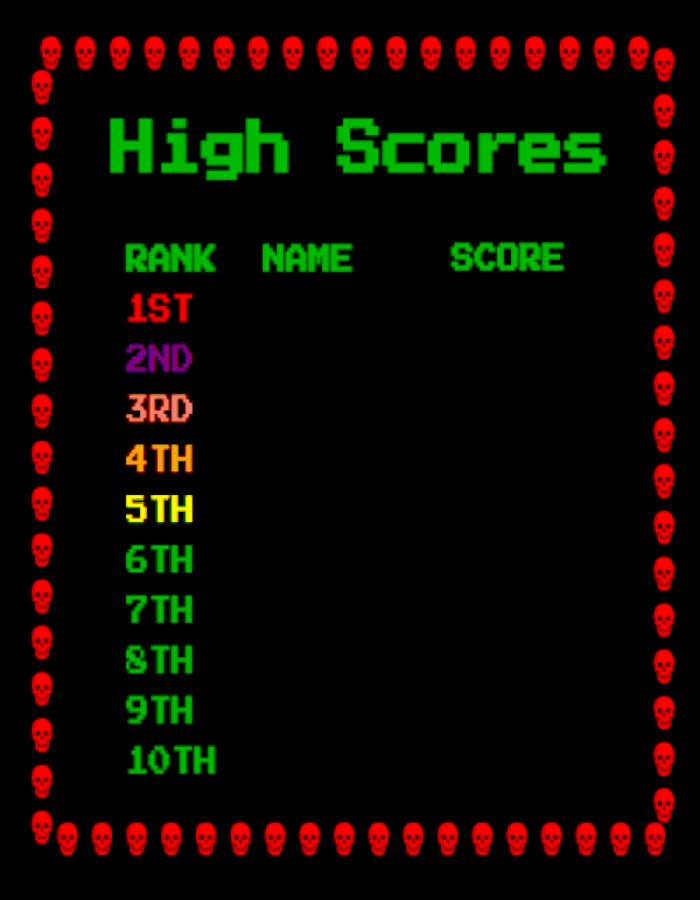 High Scores
RANK NAME SCORE
1ST
2ND
3RD
4TH
5TH
6TH
7TH
8TH
9TH
10TH